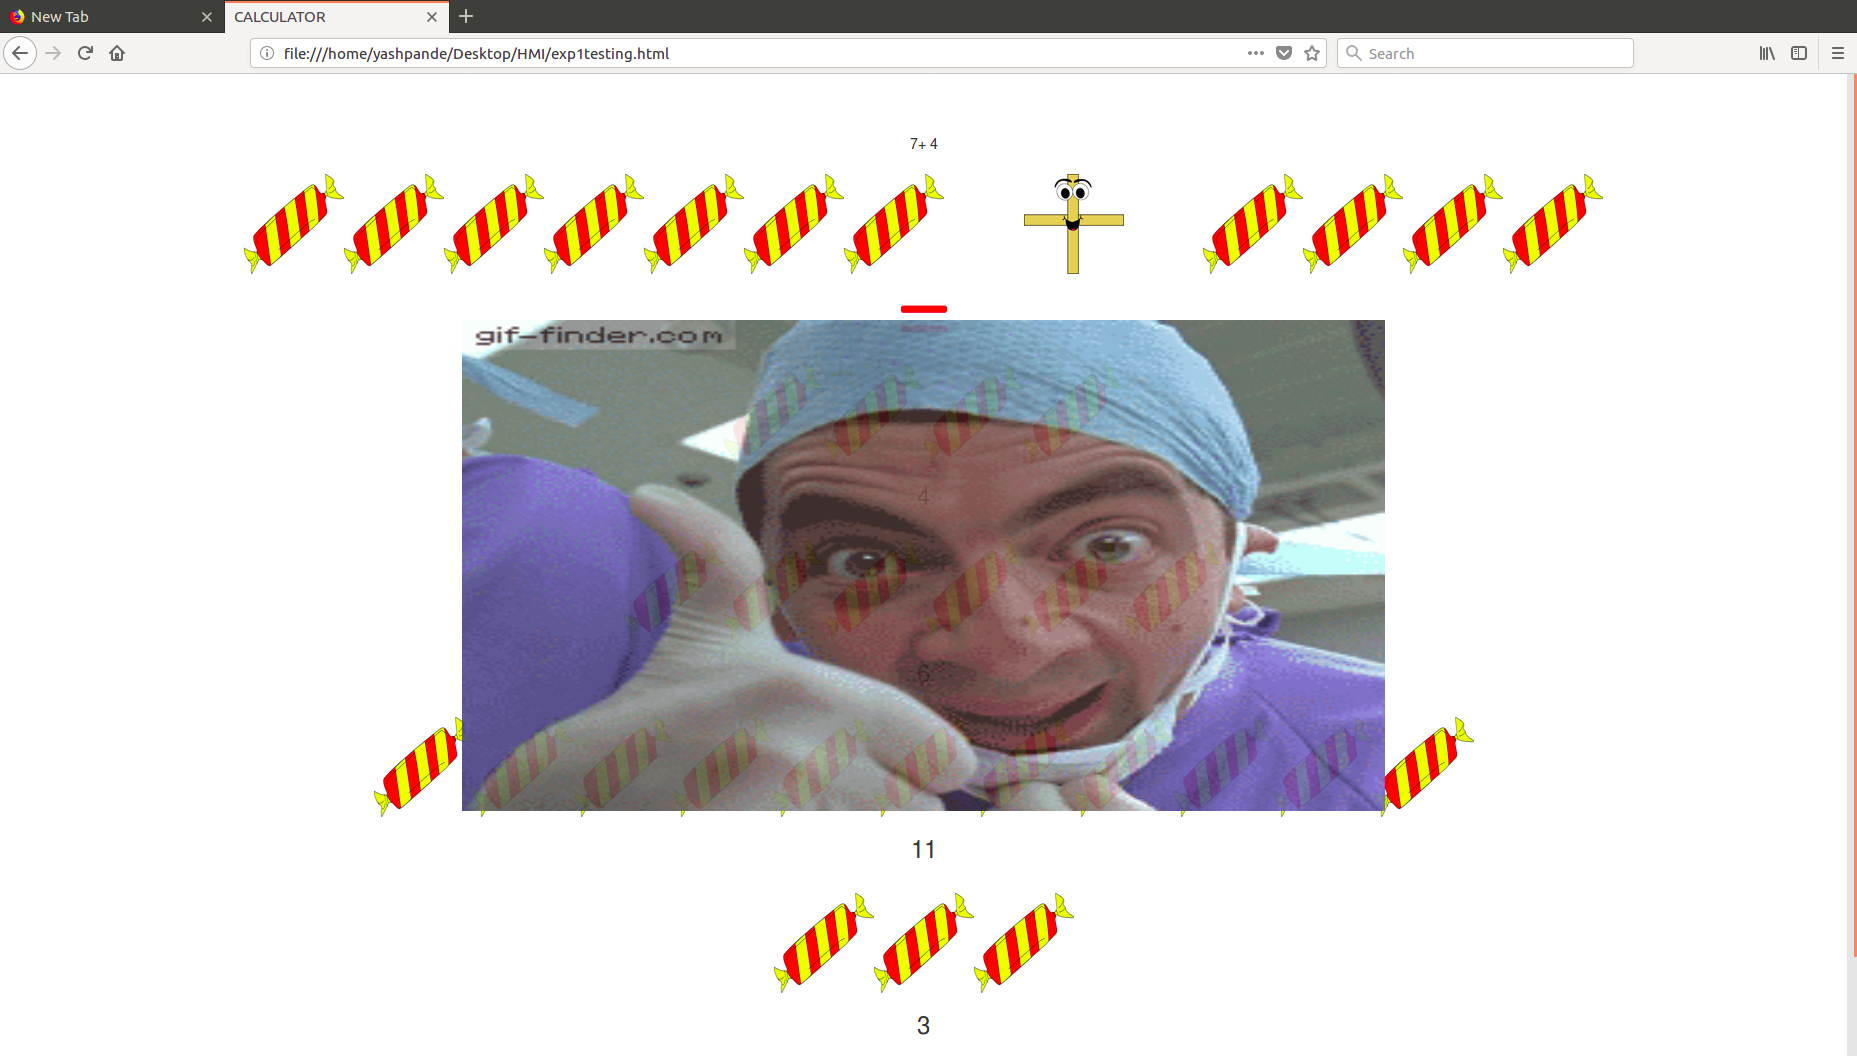 New Tab
CALCULATOR
file:///home/yashpande/Desktop/HMI/exp1testing.html
Search
7+ 4
gif-finder.com
4
6
11
3